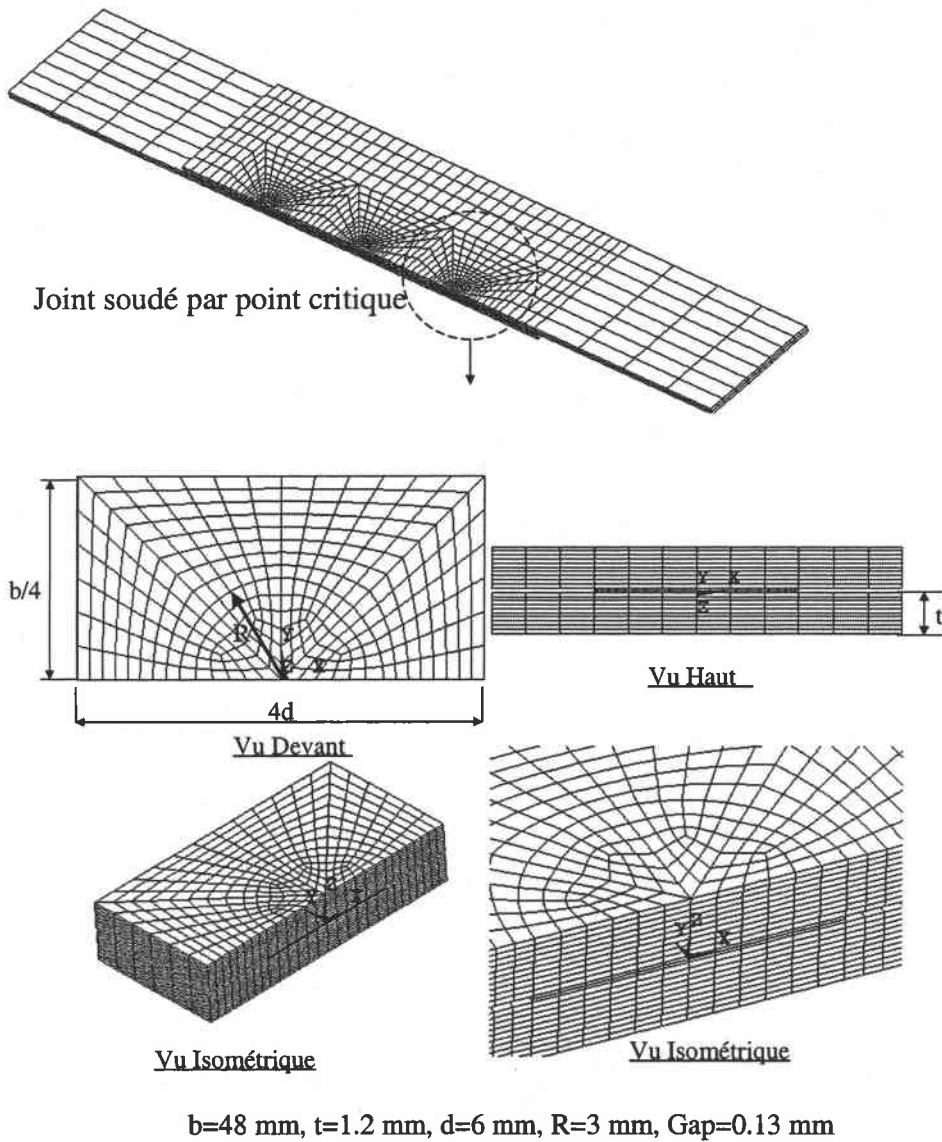 Joint soudé par point critique
b/4
R
Y
Z
X
4d
Vu Devant
Y X
Z
t
Vu Haut
Vu Isométrique
Y Z
X
Vu Isométrique
b=48 mm, t=1.2 mm, d=6 mm, R=3 mm, Gap=0.13 mm